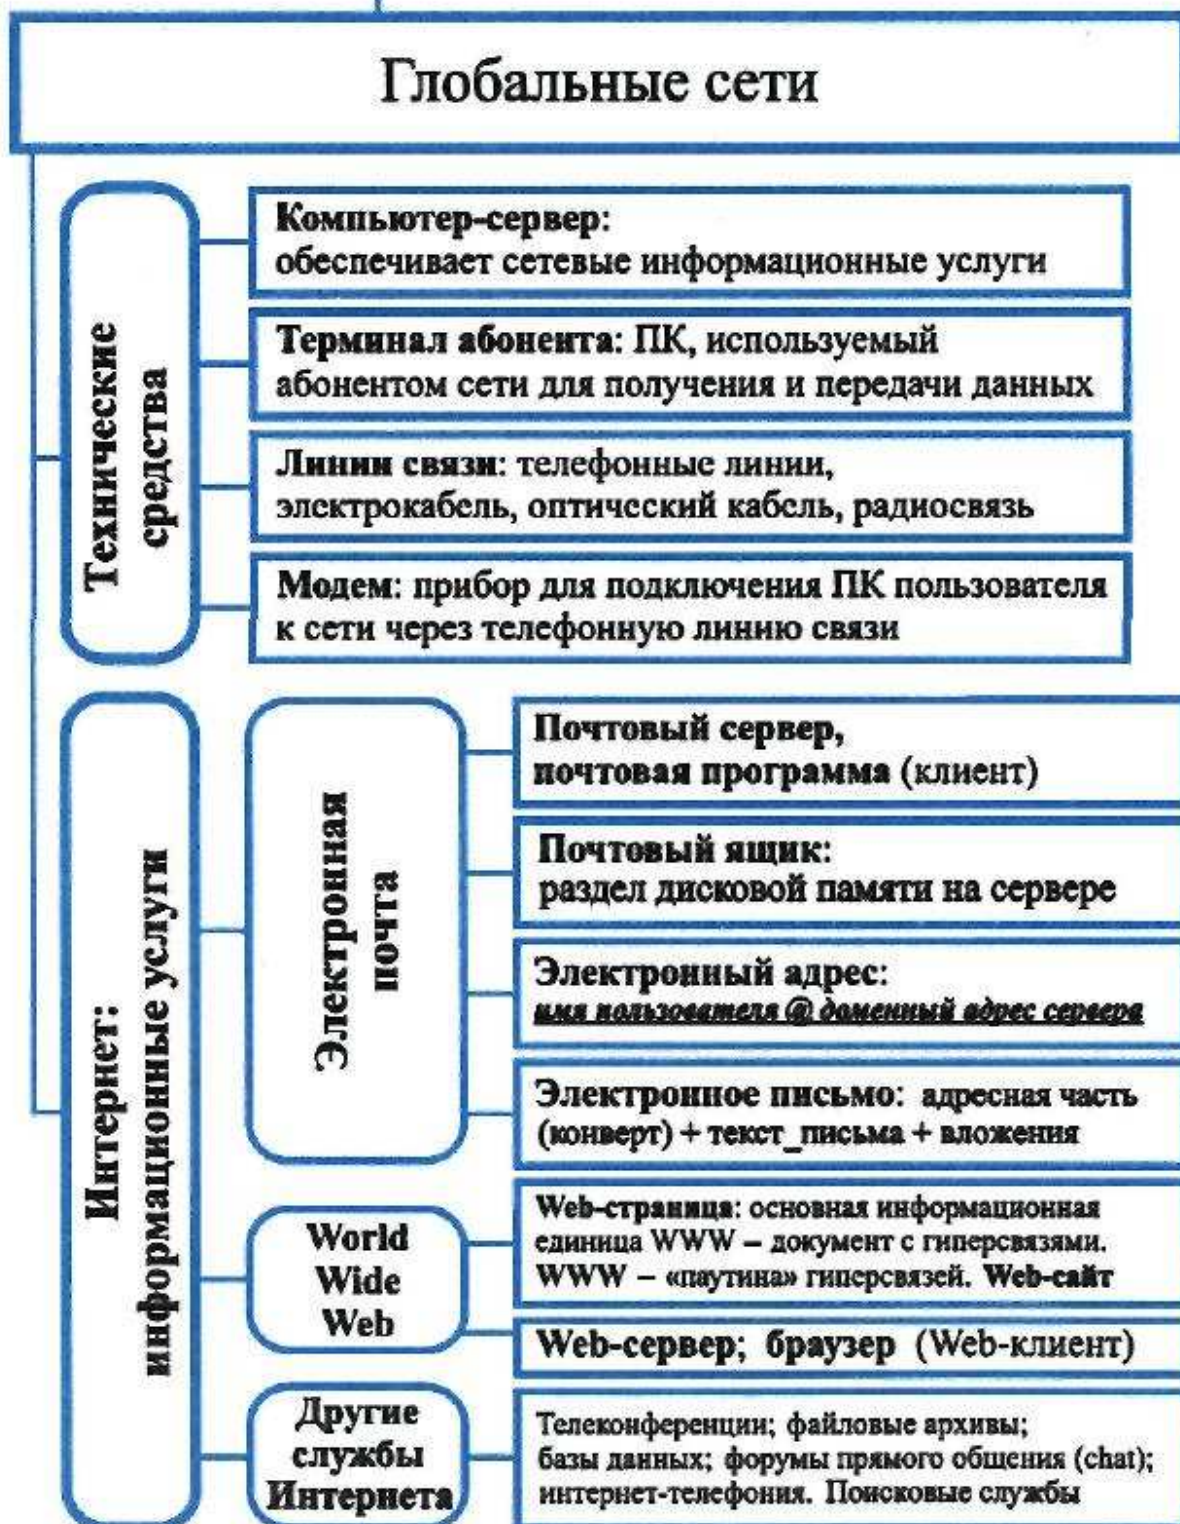 Глобальные сети
Технические
средства
Компьютер-сервер:
обеспечивает сетевые информационные услуги
Терминал абонента: ПК, используемый
абонентом сети для получения и передачи данных
Линии связи: телефонные линии,
электрокабель, оптический кабель, радиосвязь
Модем: прибор для подключения ПК пользователя
к сети через телефонную линию связи
Интернет:
информационные услуги
Электронная
почта
Почтовый сервер,
почтовая программа (клиент)
Почтовый ящик:
раздел дисковой памяти на сервере
Электронный адрес:
имя пользователя @ доменный адрес сервера
Электронное письмо: адресная часть
(конверт) + текст_письма + вложения
World
Wide
Web
Web-страница: основная информационная
единица WWW – документ с гиперсвязями.
WWW – «паутина» гиперсвязей. Web-сайт
Web-сервер; браузер (Web-клиент)
Другие
службы
Интернета
Телеконференции; файловые архивы;
базы данных; форумы прямого общения (chat);
интернет-телефония. Поисковые службы